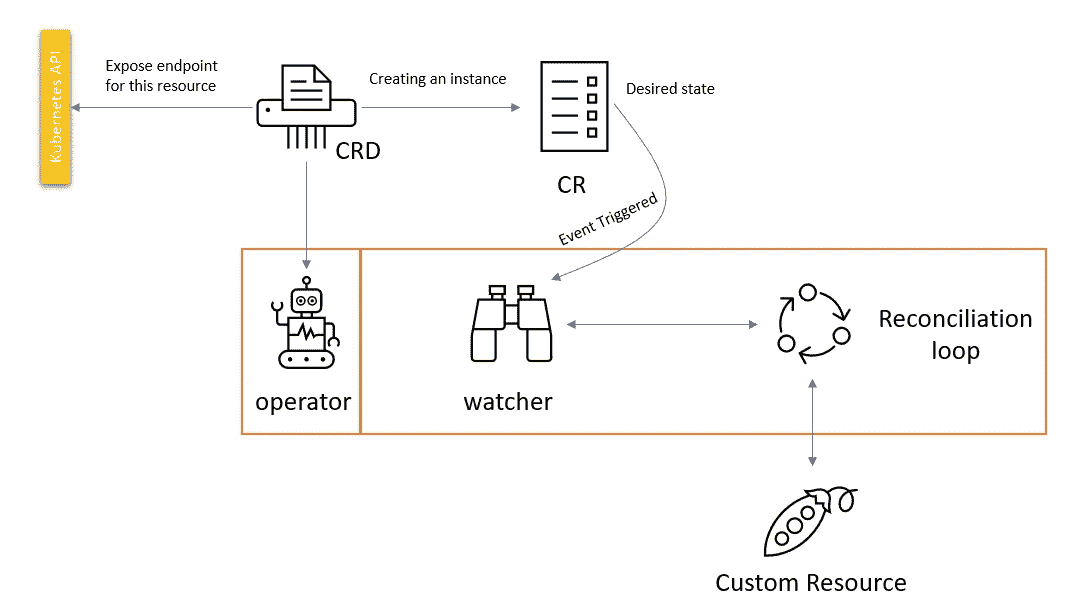 Kubernetes API
Expose endpoint
for this resource
Creating an instance
Desired state
CRD
CR
Event Triggered
operator
watcher
Reconciliation
loop
Custom Resource